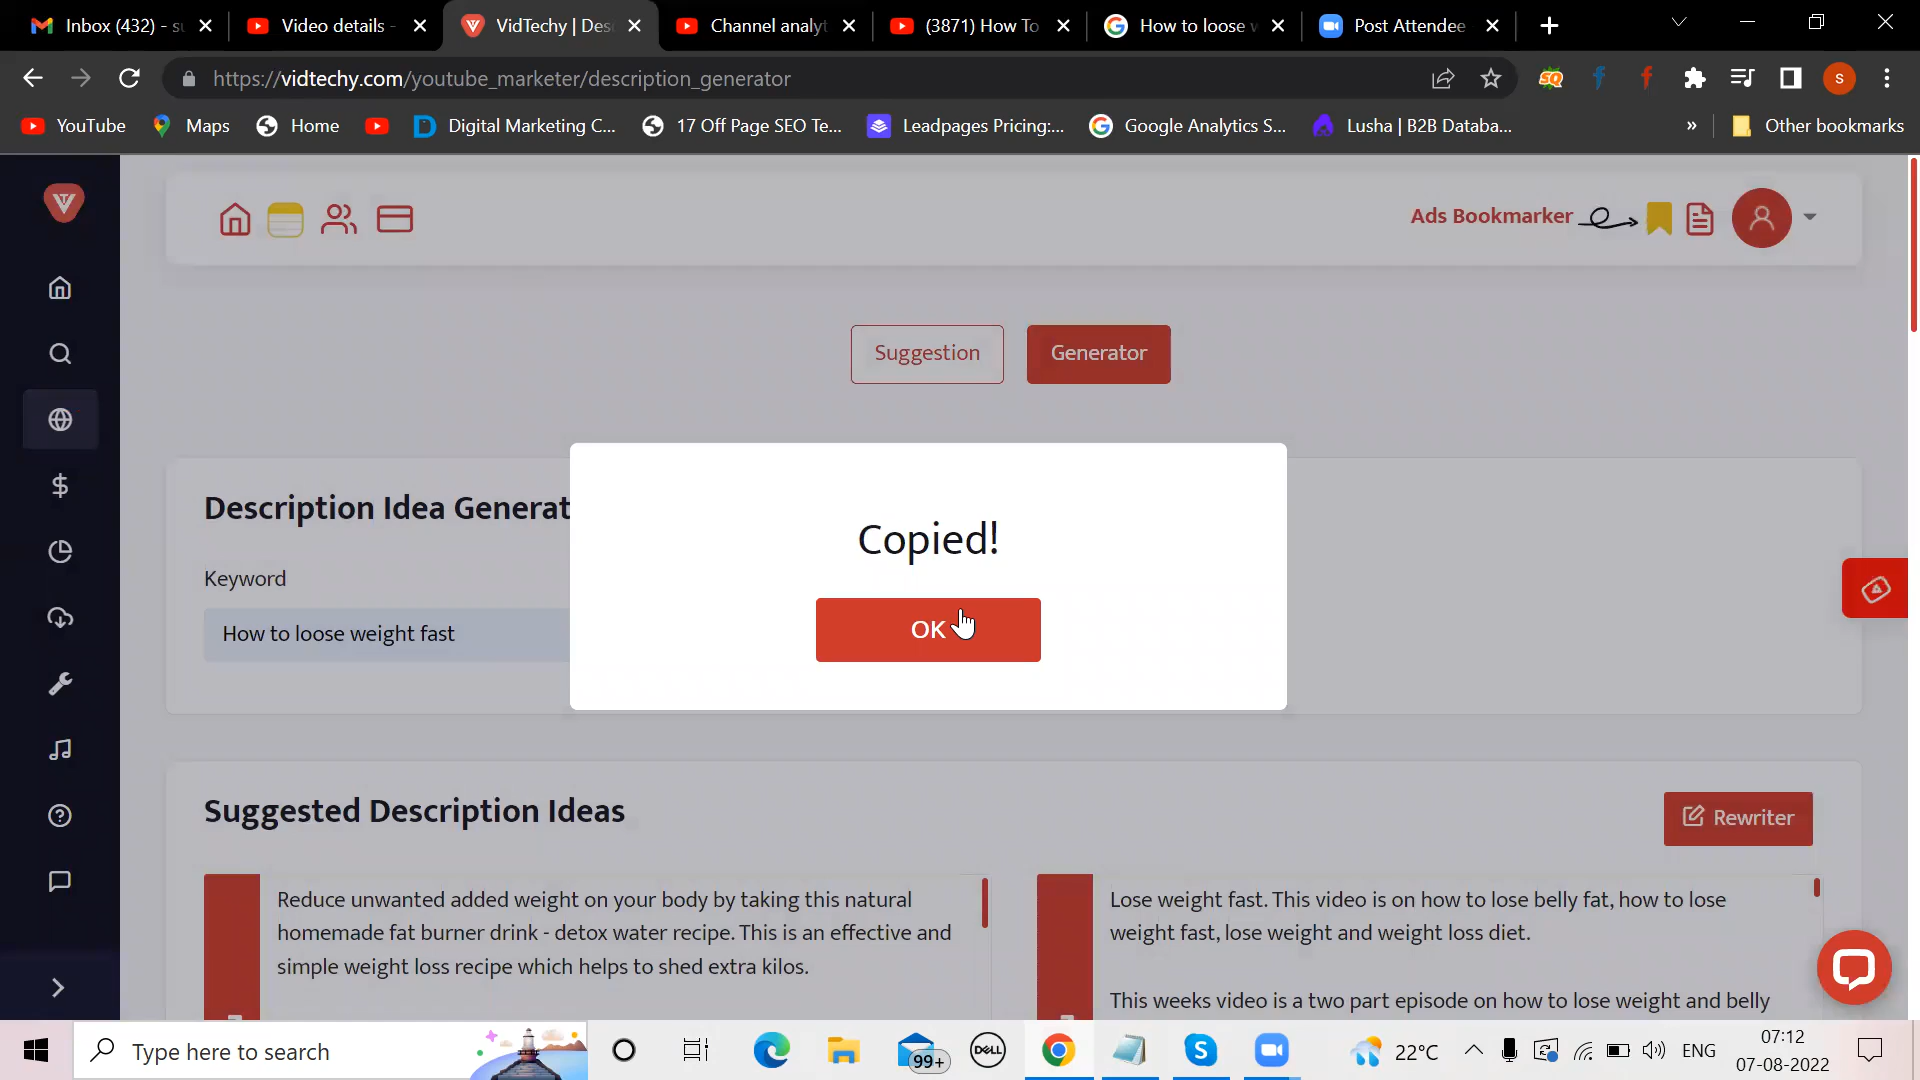 Inbox (432) - su
Video details -
VidTechy | Des
Channel analyt
(3871) How To
How to loose w
Post Attendee
https://vidtechy.com/youtube_marketer/description_generator
SQ
S
YouTube
Maps
Home
Digital Marketing C...
17 Off Page SEO Te...
Leadpages Pricing:...
Google Analytics S...
Lusha | B2B Databa...
»
Other bookmarks
Ads Bookmarker
Suggestion
Generator
Description Idea Generat
Keyword
How to loose weight fast
Copied!
OK
Suggested Description Ideas
Rewriter
Reduce unwanted added weight on your body by taking this natural
homemade fat burner drink - detox water recipe. This is an effective and
simple weight loss recipe which helps to shed extra kilos.
Lose weight fast. This video is on how to lose belly fat, how to lose
weight fast, lose weight and weight loss diet.
This weeks video is a two part episode on how to lose weight and belly
Type here to search
99+
DELL
22°C
ENG
07:12
07-08-2022